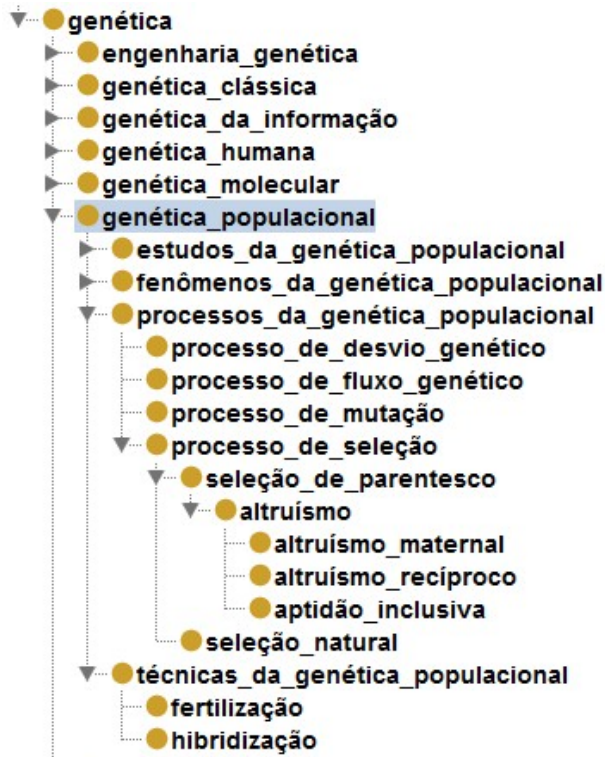 genética
engenharia_genética
genética_clássica
genética_da_informação
genética_humana
genética_molecular
genética_populacional
estudos_da_genética_populacional
fenômenos_da_genética_populacional
processos_da_genética_populacional
processo_de_desvio_genético
processo_de_fluxo_genético
processo_de_mutação
processo_de_seleção
seleção_de_parentesco
altruísmo
altruísmo_maternal
altruísmo_recíproco
aptidão_inclusiva
seleção_natural
técnicas_da_genética_populacional
fertilização
hibridização